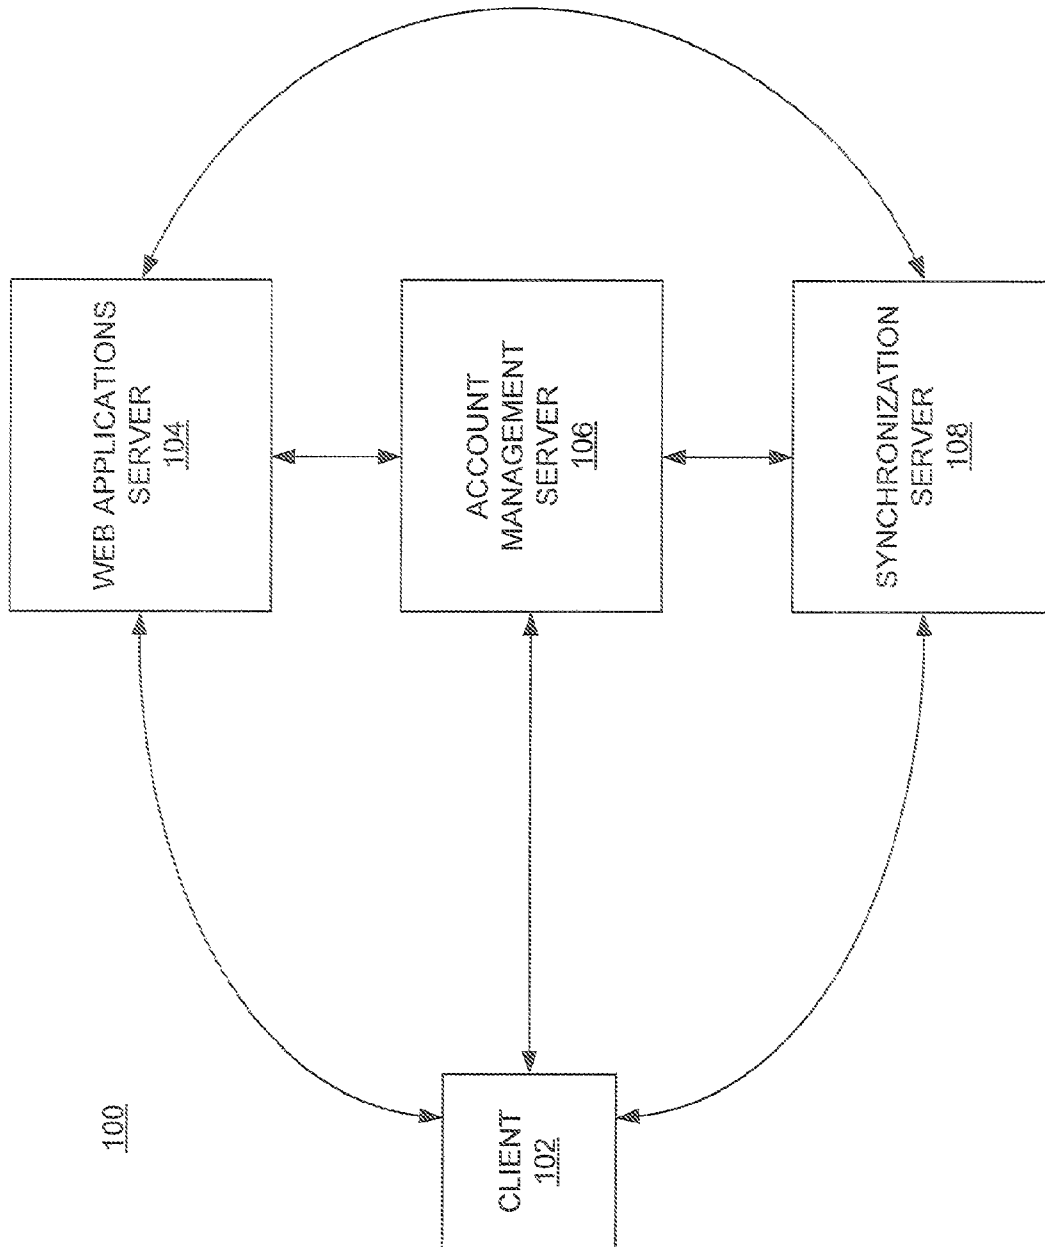 100
CLIENT
102
WEB APPLICATIONS
SERVER
104
ACCOUNT
MANAGEMENT
SERVER
106
SYNCHRONIZATION
SERVER
108